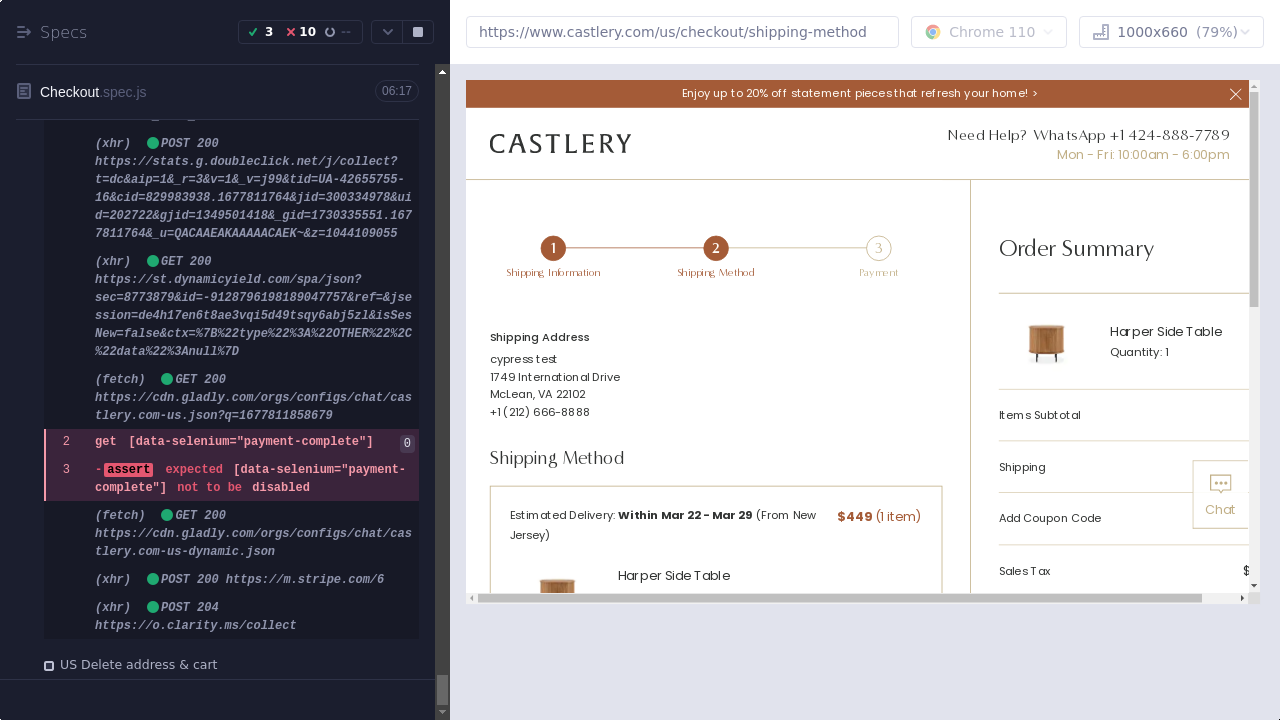 Specs
3
10
--
Checkout.spec.js
06:17
(xhr) POST 200
https://stats.g.doubleclick.net/j/collect?
t=dc&aip=1&_r=3&v=1&_v=j99&tid=UA-42655755-
16&cid=829983938.1677811764&jid=300334978&ui
d=202722&gjid=1349501418&_gid=1730335551.167
7811764&_u=QACAAEAKAAAAACAEK~&z=1044109055
(xhr) GET 200
https://st.dynamicyield.com/spa/json?
sec=8773879&id=-9128796198189047757&ref=&jse
ssion=de4h17en6t8ae3vqi5d49tsqy6abj5zl&isSes
New=false&ctx=%7B%22type%22%3A%22OTHER%22%2C
%22data%22%3Anull%7D
(fetch) GET 200
https://cdn.gladly.com/orgs/configs/chat/cas
tlery.com-us.json?q=1677811858679
2 get [data-selenium="payment-complete"] 0
3 -assert expected [data-selenium="payment-
complete"] not to be disabled
(fetch) GET 200
https://cdn.gladly.com/orgs/configs/chat/cas
tlery.com-us-dynamic.json
(xhr) POST 200 https://m.stripe.com/6
(xhr) POST 204
https://o.clarity.ms/collect
US Delete address & cart
https://www.castlery.com/us/checkout/shipping-method
Chrome 110
1000x660 (79%)
Enjoy up to 20% off statement pieces that refresh your home! >
CASTLERY
Need Help? WhatsApp +1 424-888-7789
Mon - Fri: 10:00am - 6:00pm
1
2
3
Shipping Information
Shipping Method
Payment
Shipping Address
cypress test
1749 International Drive
McLean, VA 22102
+1 (212) 666-8888
Shipping Method
Estimated Delivery: Within Mar 22 - Mar 29 (From New
Jersey)
$449 (1 item)
Harper Side Table
Order Summary
Harper Side Table
Quantity: 1
Items Subtotal
Shipping
Add Coupon Code
Sales Tax
$
Chat